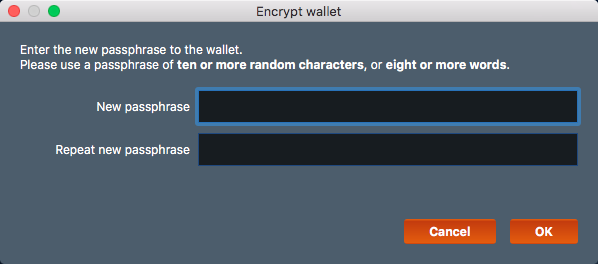 Encrypt wallet
Enter the new passphrase to the wallet.
Please use a passphrase of ten or more random characters, or eight or more words.
New passphrase
Repeat new passphrase
Cancel OK